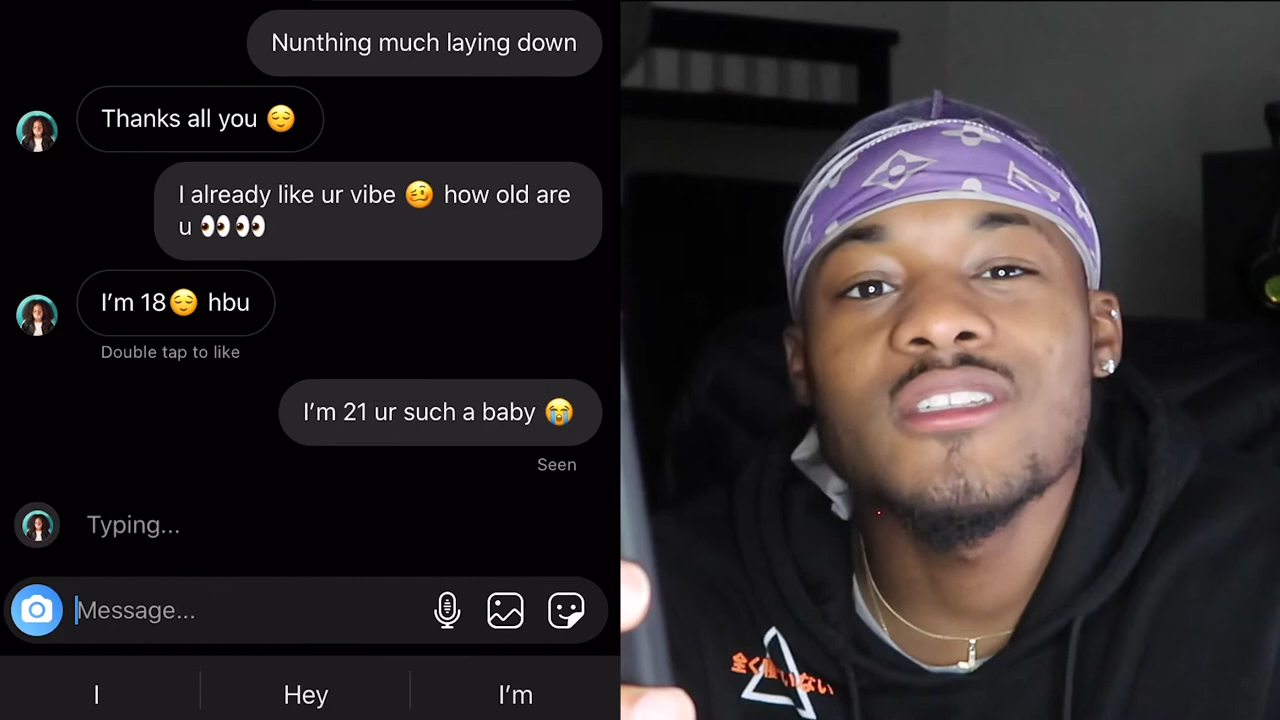 Nunthing much laying down
Thanks all you 😌
I already like ur vibe 🥴 how old are
u 👀👀
I'm 18😌 hbu
Double tap to like
I'm 21 ur such a baby 😭
Seen
Typing...
Message...
I
Hey
I'm